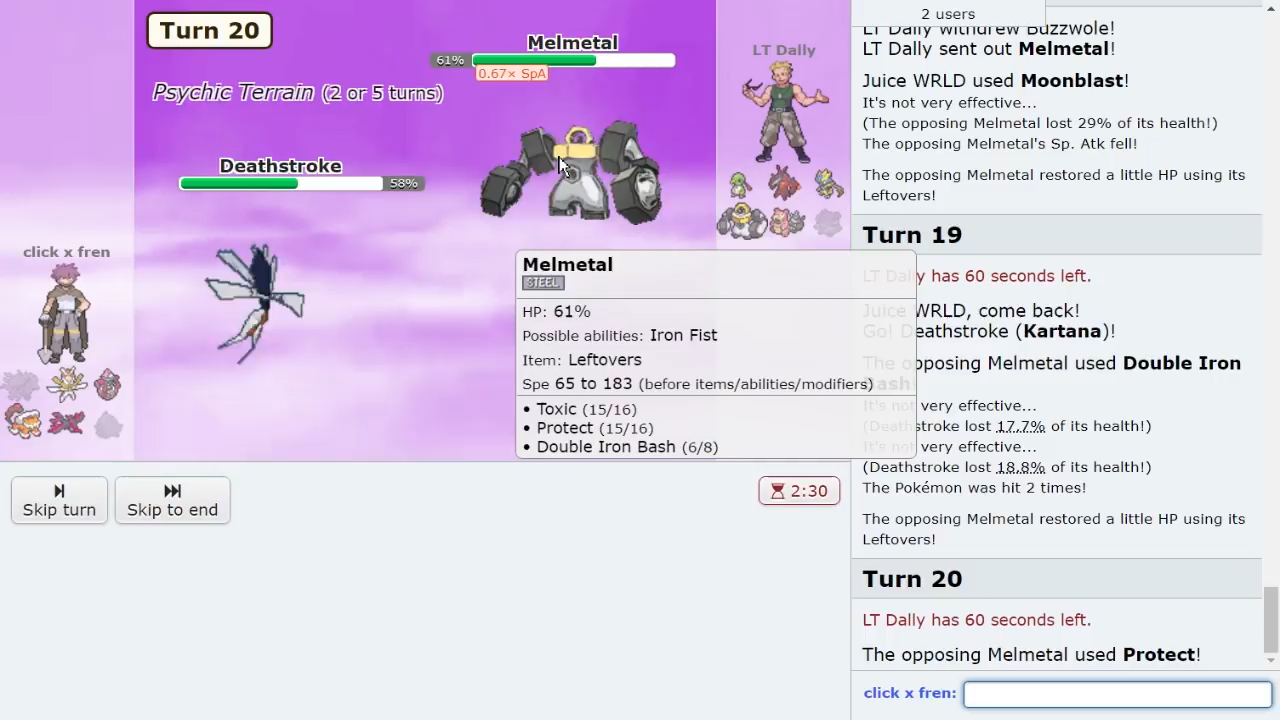 Turn 20
Melmetal
61%
0.67× SpA
Psychic Terrain (2 or 5 turns)
Deathstroke
58%
click x fren
LT Dally
Melmetal
STEEL
HP: 61%
Possible abilities: Iron Fist
Item: Leftovers
Spe 65 to 183 (before items/abilities/modifiers)
• Toxic (15/16)
• Protect (15/16)
• Double Iron Bash (6/8)
Skip turn
Skip to end
2:30
2 users
LT Dally withdrew Buzzwole!
LT Dally sent out Melmetal!
Juice WRLD used Moonblast!
It's not very effective...
(The opposing Melmetal lost 29% of its health!)
The opposing Melmetal's Sp. Atk fell!
The opposing Melmetal restored a little HP using its
Leftovers!
Turn 19
LT Dally has 60 seconds left.
Juice WRLD, come back!
Go! Deathstroke (Kartana)!
The opposing Melmetal used Double Iron
Bash!
It's not very effective...
(Deathstroke lost 17.7% of its health!)
It's not very effective...
(Deathstroke lost 18.8% of its health!)
The Pokémon was hit 2 times!
The opposing Melmetal restored a little HP using its
Leftovers!
Turn 20
LT Dally has 60 seconds left.
The opposing Melmetal used Protect!
click x fren: